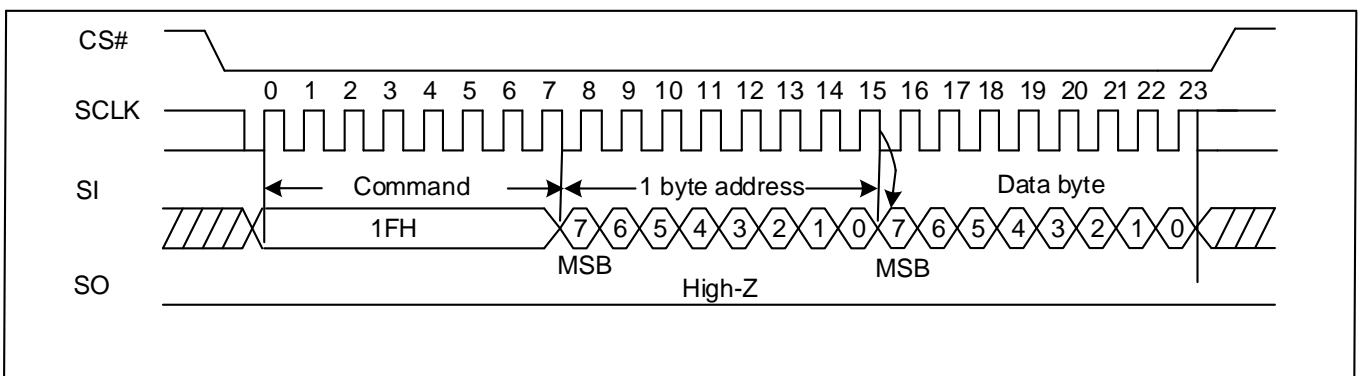 CS#
0 1 2 3 4 5 6 7 8 9 10 11 12 13 14 15 16 17 18 19 20 21 22 23
SCLK
SI Command 1 byte address Data byte
1FH 7 6 5 4 3 2 1 0 7 6 5 4 3 2 1 0
MSB MSB
SO High-Z